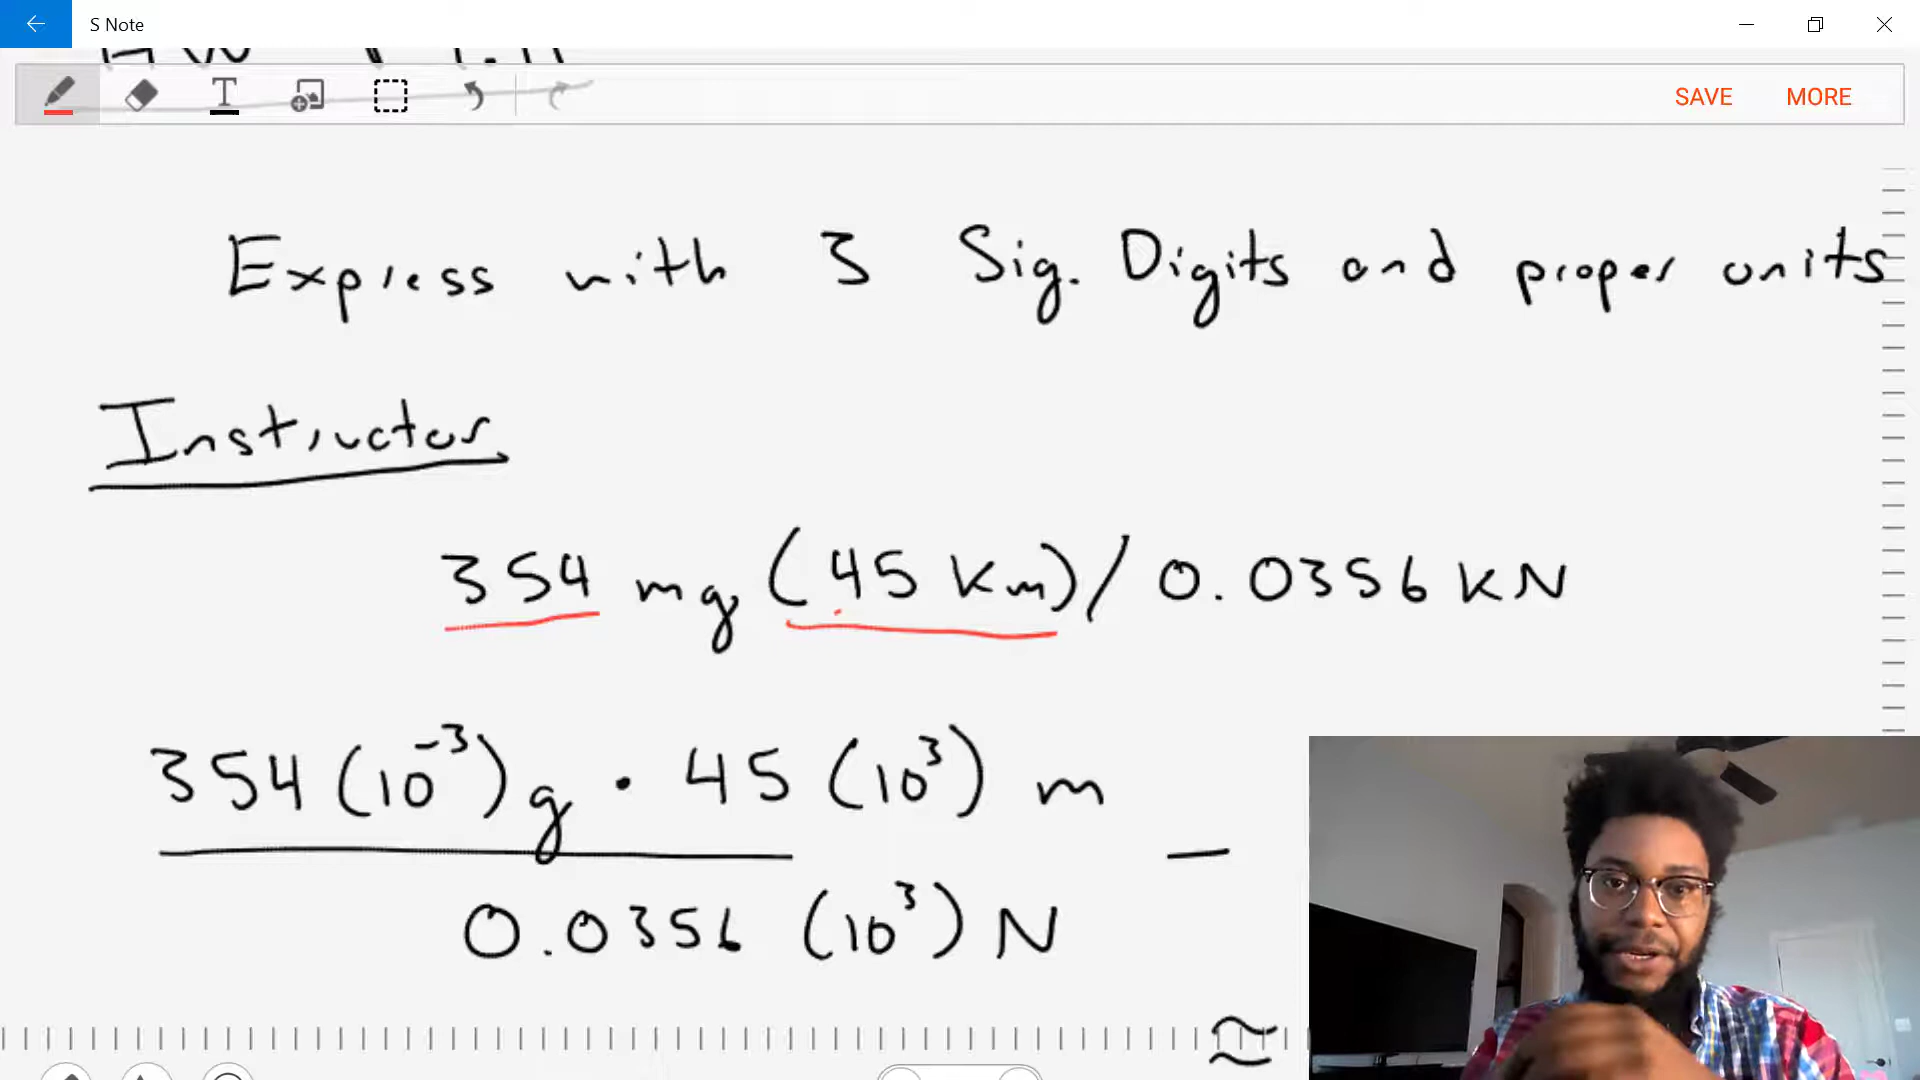 S Note
SAVE MORE
Express with 3 Sig. Digits and proper units
Instructor
354 mg (45 Km) / 0.0356 KN
354 (10⁻³) g · 45 (10³) m
0.0356 (10³) N
≈